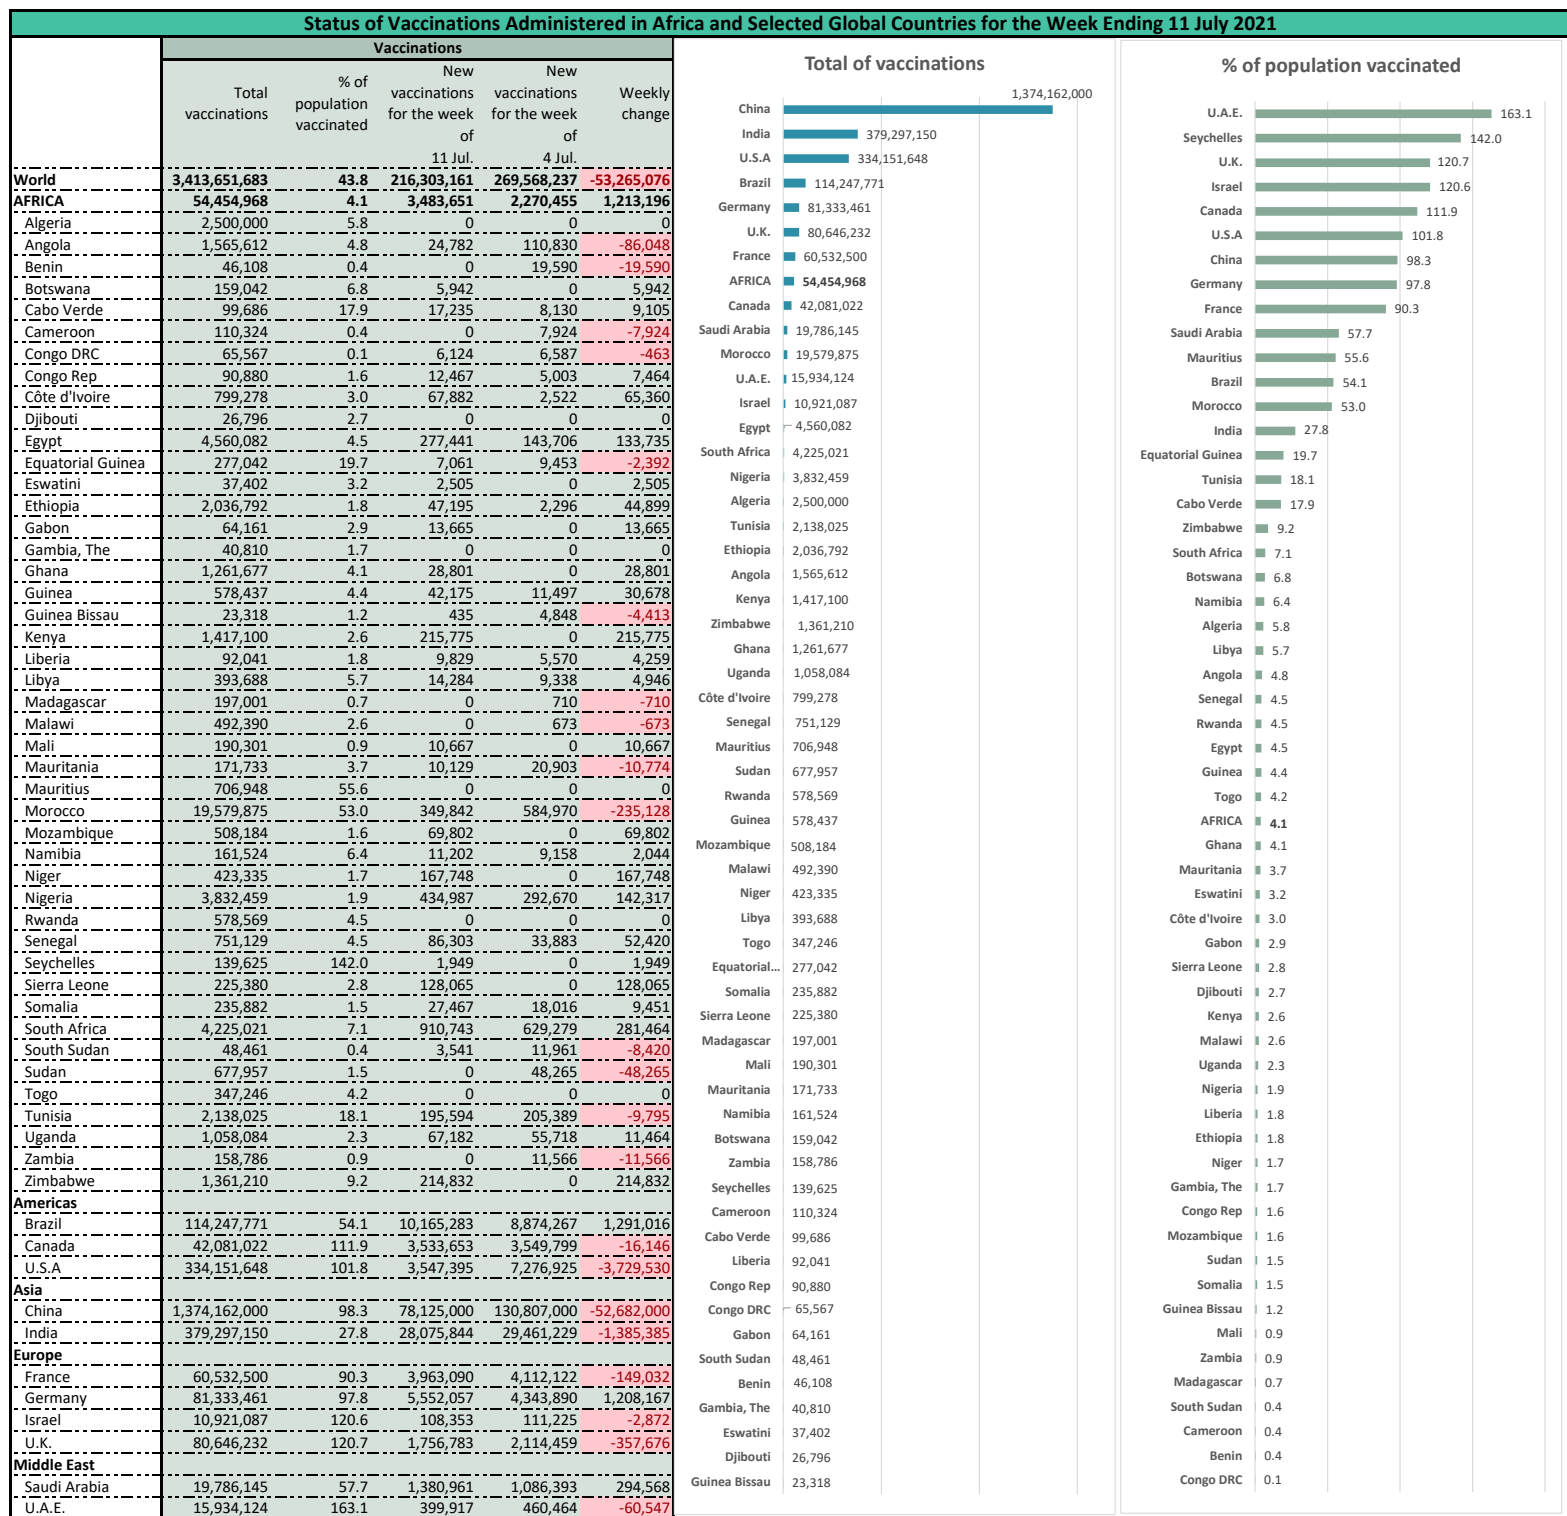 Status of Vaccinations Administered in Africa and Selected Global Countries for the Week Ending 11 July 2021
Vaccinations
Total vaccinations
% of population vaccinated
New vaccinations for the week of 11 Jul.
New vaccinations for the week of 4 Jul.
Weekly change
World 3,413,651,683 43.8 216,303,161 269,568,237 -53,265,076
AFRICA 54,454,968 4.1 3,483,651 2,270,455 1,213,196
Algeria 2,500,000 5.8 0 0 0
Angola 1,565,612 4.8 24,782 110,830 -86,048
Benin 46,108 0.4 0 19,590 -19,590
Botswana 159,042 6.8 5,942 0 5,942
Cabo Verde 99,686 17.9 17,235 8,130 9,105
Cameroon 110,324 0.4 0 7,924 -7,924
Congo DRC 65,567 0.1 6,124 6,587 -463
Congo Rep 90,880 1.6 12,467 5,003 7,464
Côte d'Ivoire 799,278 3.0 67,882 2,522 65,360
Djibouti 26,796 2.7 0 0 0
Egypt 4,560,082 4.5 277,441 143,706 133,735
Equatorial Guinea 277,042 19.7 7,061 9,453 -2,392
Eswatini 37,402 3.2 2,505 0 2,505
Ethiopia 2,036,792 1.8 47,195 2,296 44,899
Gabon 64,161 2.9 13,665 0 13,665
Gambia, The 40,810 1.7 0 0 0
Ghana 1,261,677 4.1 28,801 0 28,801
Guinea 578,437 4.4 42,175 11,497 30,678
Guinea Bissau 23,318 1.2 435 4,848 -4,413
Kenya 1,417,100 2.6 215,775 0 215,775
Liberia 92,041 1.8 9,829 5,570 4,259
Libya 393,688 5.7 14,284 9,338 4,946
Madagascar 197,001 0.7 0 710 -710
Malawi 492,390 2.6 0 673 -673
Mali 190,301 0.9 10,667 0 10,667
Mauritania 171,733 3.7 10,129 20,903 -10,774
Mauritius 706,948 55.6 0 0 0
Morocco 19,579,875 53.0 349,842 584,970 -235,128
Mozambique 508,184 1.6 69,802 0 69,802
Namibia 161,524 6.4 11,202 9,158 2,044
Niger 423,335 1.7 167,748 0 167,748
Nigeria 3,832,459 1.9 434,987 292,670 142,317
Rwanda 578,569 4.5 0 0 0
Senegal 751,129 4.5 86,303 33,883 52,420
Seychelles 139,625 142.0 1,949 0 1,949
Sierra Leone 225,380 2.8 128,065 0 128,065
Somalia 235,882 1.5 27,467 18,016 9,451
South Africa 4,225,021 7.1 910,743 629,279 281,464
South Sudan 48,461 0.4 3,541 11,961 -8,420
Sudan 677,957 1.5 0 48,265 -48,265
Togo 347,246 4.2 0 0 0
Tunisia 2,138,025 18.1 195,594 205,389 -9,795
Uganda 1,058,084 2.3 67,182 55,718 11,464
Zambia 158,786 0.9 0 11,566 -11,566
Zimbabwe 1,361,210 9.2 214,832 0 214,832
Americas
Brazil 114,247,771 54.1 10,165,283 8,874,267 1,291,016
Canada 42,081,022 111.9 3,533,653 3,549,799 -16,146
U.S.A 334,151,648 101.8 3,547,395 7,276,925 -3,729,530
Asia
China 1,374,162,000 98.3 78,125,000 130,807,000 -52,682,000
India 379,297,150 27.8 28,075,844 29,461,229 -1,385,385
Europe
France 60,532,500 90.3 3,963,090 4,112,122 -149,032
Germany 81,333,461 97.8 5,552,057 4,343,890 1,208,167
Israel 10,921,087 120.6 108,353 111,225 -2,872
U.K. 80,646,232 120.7 1,756,783 2,114,459 -357,676
Middle East
Saudi Arabia 19,786,145 57.7 1,380,961 1,086,393 294,568
U.A.E. 15,934,124 163.1 399,917 460,464 -60,547
Total of vaccinations
China 1,374,162,000
India 379,297,150
U.S.A 334,151,648
Brazil 114,247,771
Germany 81,333,461
U.K. 80,646,232
France 60,532,500
AFRICA 54,454,968
Canada 42,081,022
Saudi Arabia 19,786,145
Morocco 19,579,875
U.A.E. 15,934,124
Israel 10,921,087
Egypt 4,560,082
South Africa 4,225,021
Nigeria 3,832,459
Algeria 2,500,000
Tunisia 2,138,025
Ethiopia 2,036,792
Angola 1,565,612
Kenya 1,417,100
Zimbabwe 1,361,210
Ghana 1,261,677
Uganda 1,058,084
Côte d'Ivoire 799,278
Senegal 751,129
Mauritius 706,948
Sudan 677,957
Rwanda 578,569
Guinea 578,437
Mozambique 508,184
Malawi 492,390
Niger 423,335
Libya 393,688
Togo 347,246
Equatorial... 277,042
Somalia 235,882
Sierra Leone 225,380
Madagascar 197,001
Mali 190,301
Mauritania 171,733
Namibia 161,524
Botswana 159,042
Zambia 158,786
Seychelles 139,625
Cameroon 110,324
Cabo Verde 99,686
Liberia 92,041
Congo Rep 90,880
Congo DRC 65,567
Gabon 64,161
South Sudan 48,461
Benin 46,108
Gambia, The 40,810
Eswatini 37,402
Djibouti 26,796
Guinea Bissau 23,318
% of population vaccinated
U.A.E. 163.1
Seychelles 142.0
U.K. 120.7
Israel 120.6
Canada 111.9
U.S.A 101.8
China 98.3
Germany 97.8
France 90.3
Saudi Arabia 57.7
Mauritius 55.6
Brazil 54.1
Morocco 53.0
India 27.8
Equatorial Guinea 19.7
Tunisia 18.1
Cabo Verde 17.9
Zimbabwe 9.2
South Africa 7.1
Botswana 6.8
Namibia 6.4
Algeria 5.8
Libya 5.7
Angola 4.8
Senegal 4.5
Rwanda 4.5
Egypt 4.5
Guinea 4.4
Togo 4.2
AFRICA 4.1
Ghana 4.1
Mauritania 3.7
Eswatini 3.2
Côte d'Ivoire 3.0
Gabon 2.9
Sierra Leone 2.8
Djibouti 2.7
Kenya 2.6
Malawi 2.6
Uganda 2.3
Nigeria 1.9
Liberia 1.8
Ethiopia 1.8
Niger 1.7
Gambia, The 1.7
Congo Rep 1.6
Mozambique 1.6
Sudan 1.5
Somalia 1.5
Guinea Bissau 1.2
Mali 0.9
Zambia 0.9
Madagascar 0.7
South Sudan 0.4
Cameroon 0.4
Benin 0.4
Congo DRC 0.1